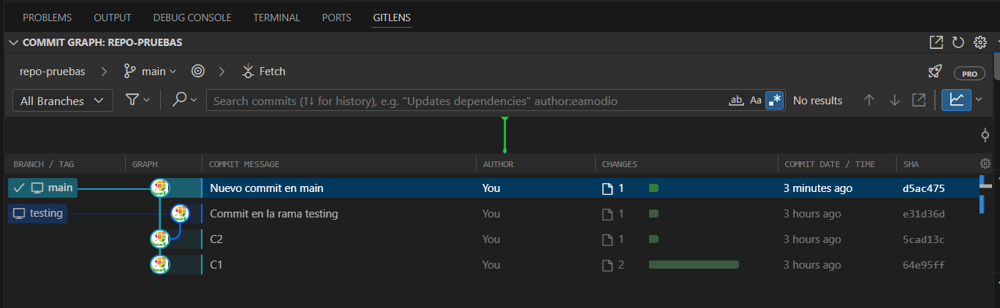 PROBLEMS OUTPUT DEBUG CONSOLE TERMINAL PORTS GITLENS
COMMIT GRAPH: REPO-PRUEBAS
repo-pruebas main Fetch PRO
All Branches Search commits (↑↓ for history), e.g. "Updates dependencies" author:eamodio ab Aa .* No results
BRANCH / TAG GRAPH COMMIT MESSAGE AUTHOR CHANGES COMMIT DATE / TIME SHA
main Nuevo commit en main You 1 3 minutes ago d5ac475
testing Commit en la rama testing You 1 3 hours ago e31d36d
C2 You 1 3 hours ago 5cad13c
C1 You 2 3 hours ago 64e95ff